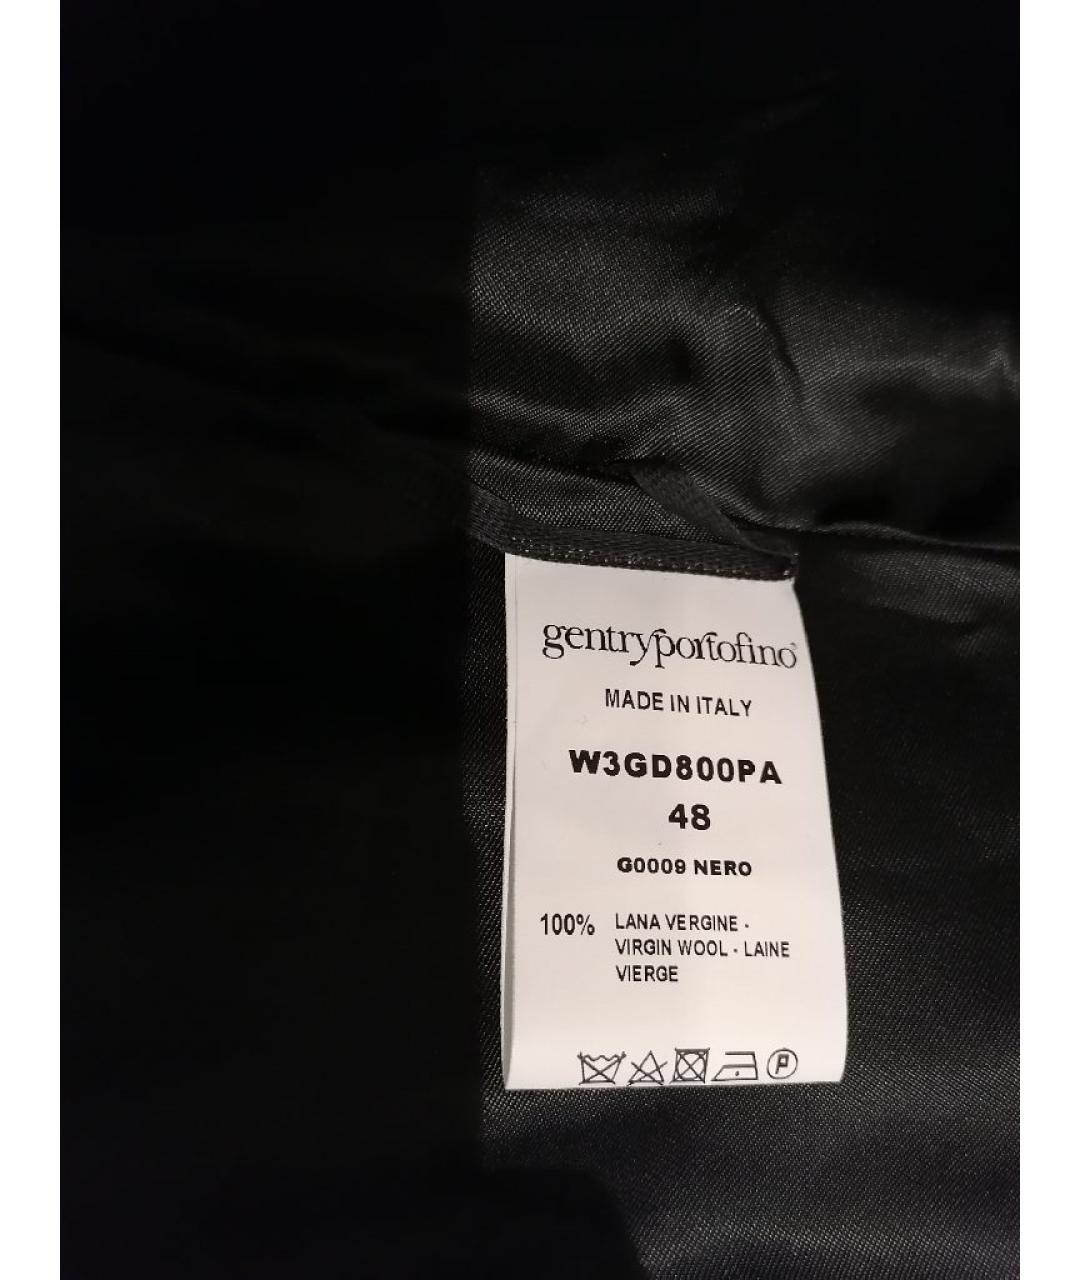 gentryportofino®
MADE IN ITALY
W3GD800PA
48
G0009 NERO
100% LANA VERGINE -
VIRGIN WOOL - LAINE
VIERGE
P